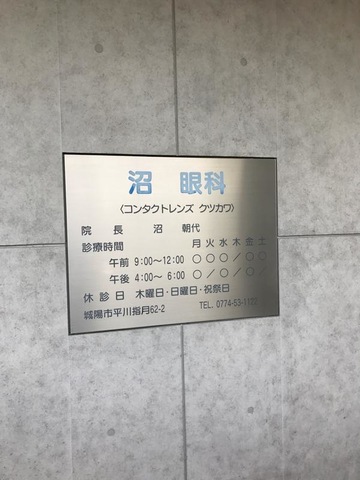 沼 眼科
〈コンタクトレンズ クツカワ〉
院長 沼 朝代
診療時間 月火水木金土
午前 9:00〜12:00 〇〇〇/〇〇
午後 4:00〜 6:00 〇/〇/〇/
休診日 木曜日・日曜日・祝祭日
城陽市平川指月62-2 TEL. 0774-53-1122